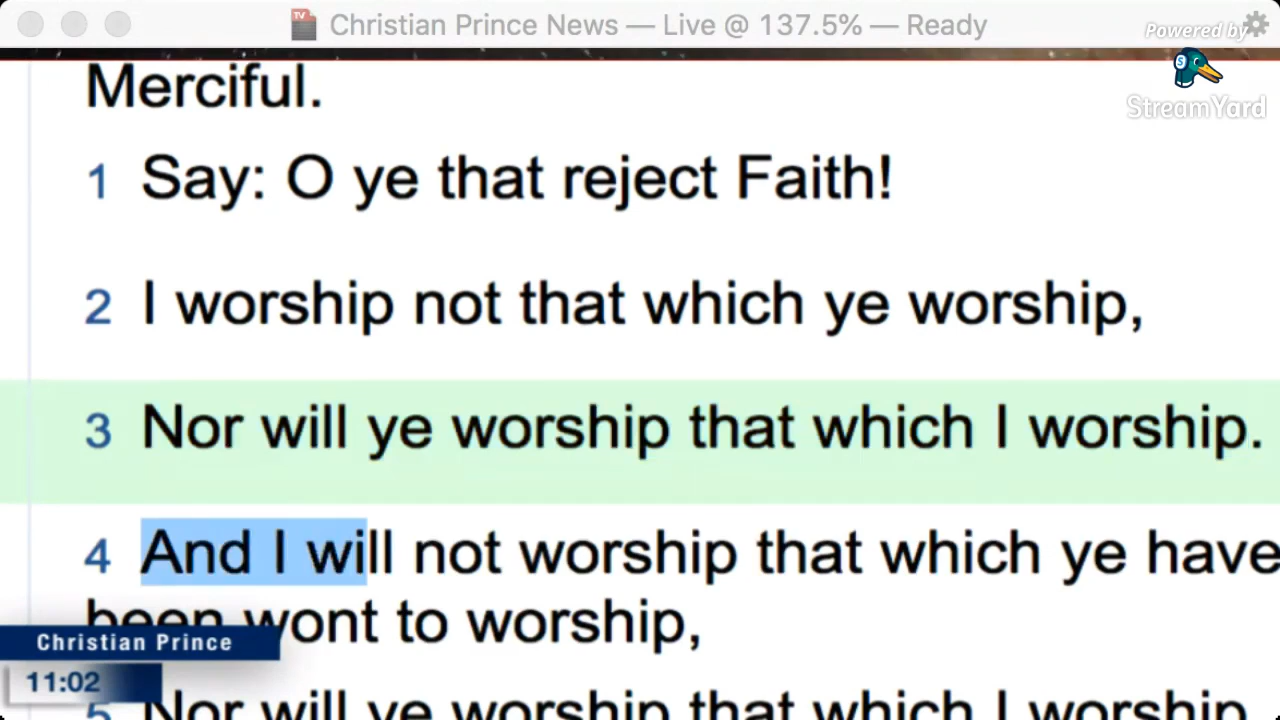 Christian Prince News — Live @ 137.5% — Ready
Powered by
StreamYard
Merciful.
1 Say: O ye that reject Faith!
2 I worship not that which ye worship,
3 Nor will ye worship that which I worship.
4 And I will not worship that which ye have
been wont to worship,
Christian Prince
11:02
5 Nor will ye worship that which I worship